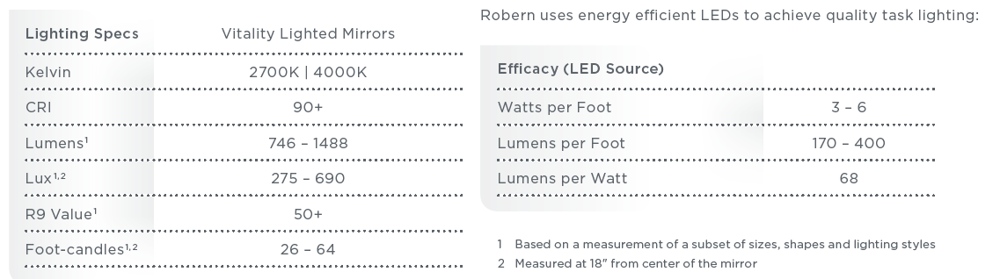 Lighting Specs Vitality Lighted Mirrors
Kelvin 2700K | 4000K
CRI 90+
Lumens¹ 746 – 1488
Lux¹,² 275 – 690
R9 Value¹ 50+
Foot-candles¹,² 26 – 64
Robern uses energy efficient LEDs to achieve quality task lighting:
Efficacy (LED Source)
Watts per Foot 3 – 6
Lumens per Foot 170 – 400
Lumens per Watt 68
1 Based on a measurement of a subset of sizes, shapes and lighting styles
2 Measured at 18" from center of the mirror